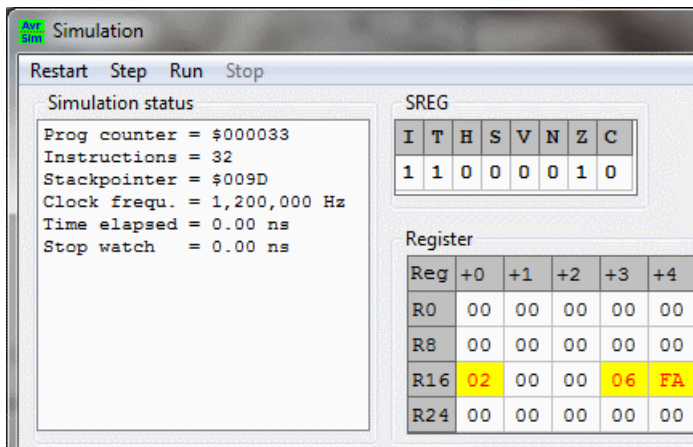 Avr
Sim
Simulation
Restart Step Run Stop
Simulation status
Prog counter = $000033
Instructions = 32
Stackpointer = $009D
Clock frequ. = 1,200,000 Hz
Time elapsed = 0.00 ns
Stop watch = 0.00 ns
SREG
I T H S V N Z C
1 1 0 0 0 0 1 0
Register
Reg +0 +1 +2 +3 +4
R0 00 00 00 00 00
R8 00 00 00 00 00
R16 02 00 00 06 FA
R24 00 00 00 00 00